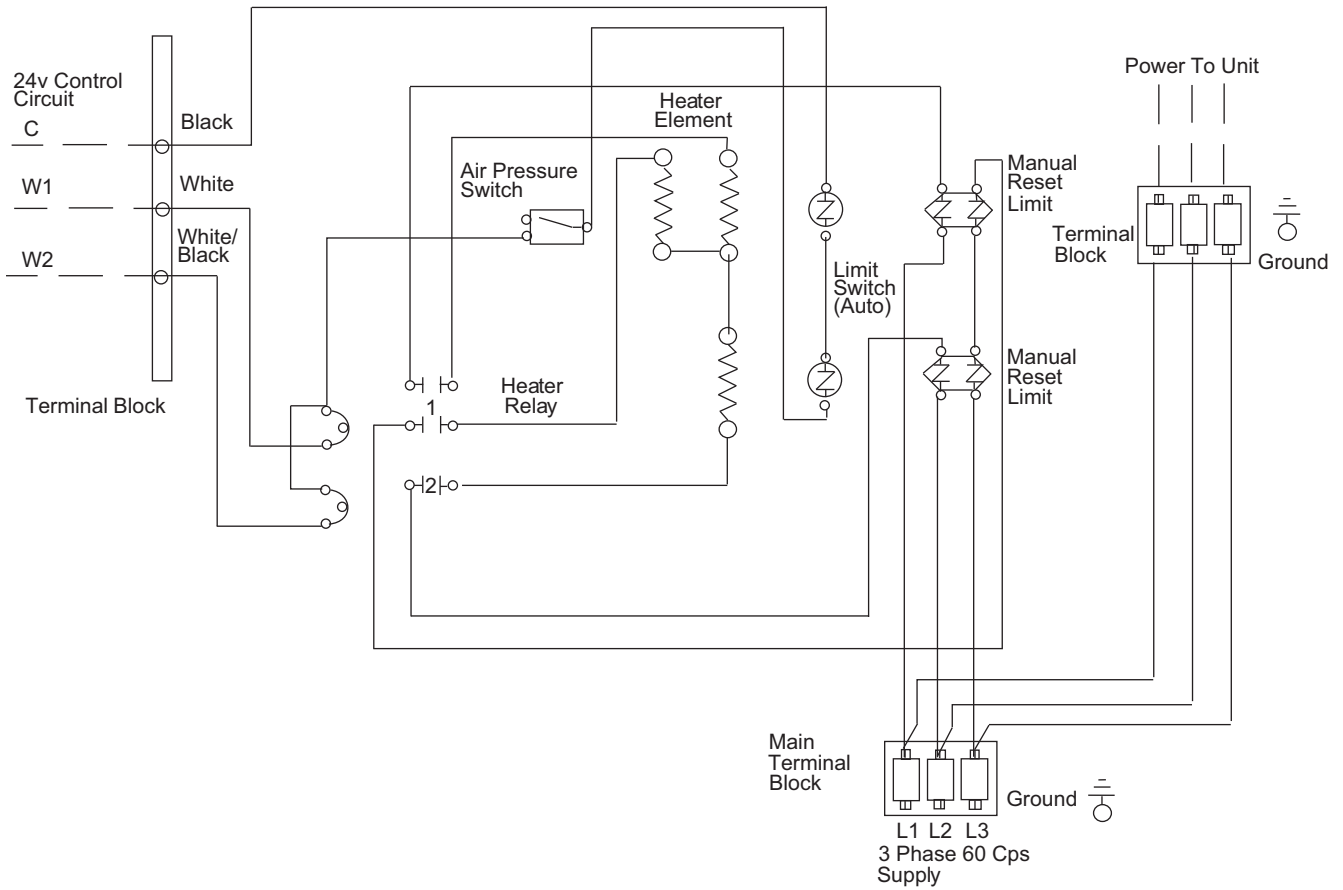 24v Control
Circuit
C
Black
W1
White
W2
White/
Black
Terminal Block
Air Pressure
Switch
Heater
Element
Heater
Relay
1
2
Limit
Switch
(Auto)
Manual
Reset
Limit
Manual
Reset
Limit
Power To Unit
Terminal
Block
Ground
Main
Terminal
Block
Ground
L1 L2 L3
3 Phase 60 Cps
Supply